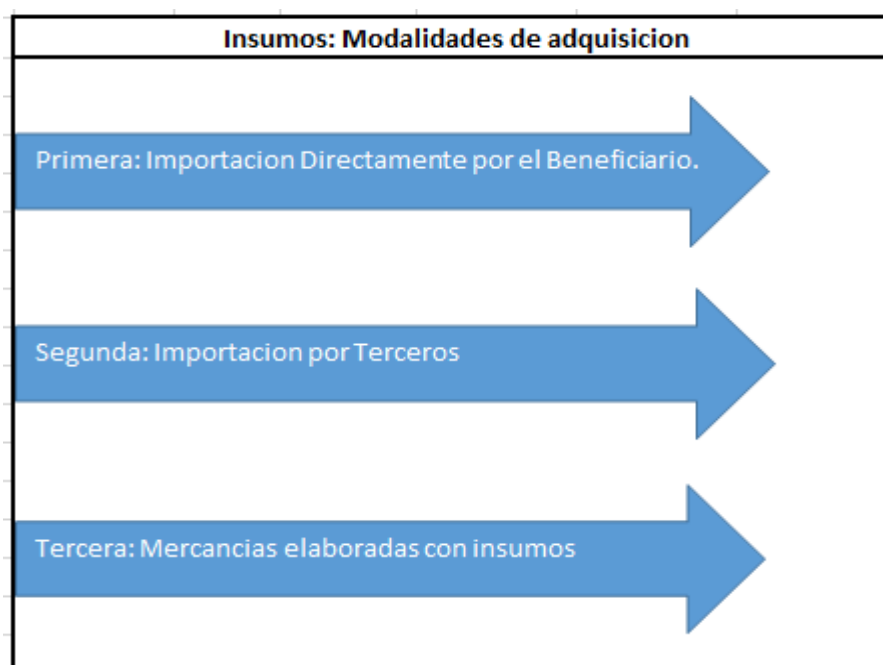 Insumos: Modalidades de adquisicion
Primera: Importacion Directamente por el Beneficiario.
Segunda: Importacion por Terceros
Tercera: Mercancias elaboradas con insumos